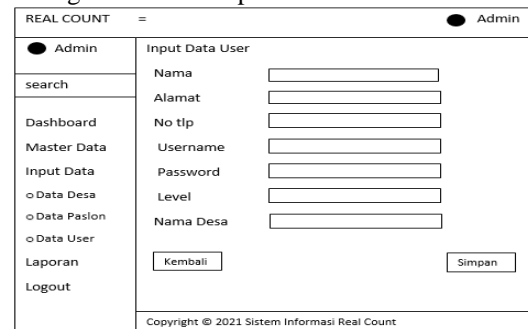 REAL COUNT = Admin
Admin
search
Dashboard
Master Data
Input Data
Data Desa
Data Paslon
Data User
Laporan
Logout
Input Data User
Nama
Alamat
No tlp
Username
Password
Level
Nama Desa
Kembali Simpan
Copyright © 2021 Sistem Informasi Real Count